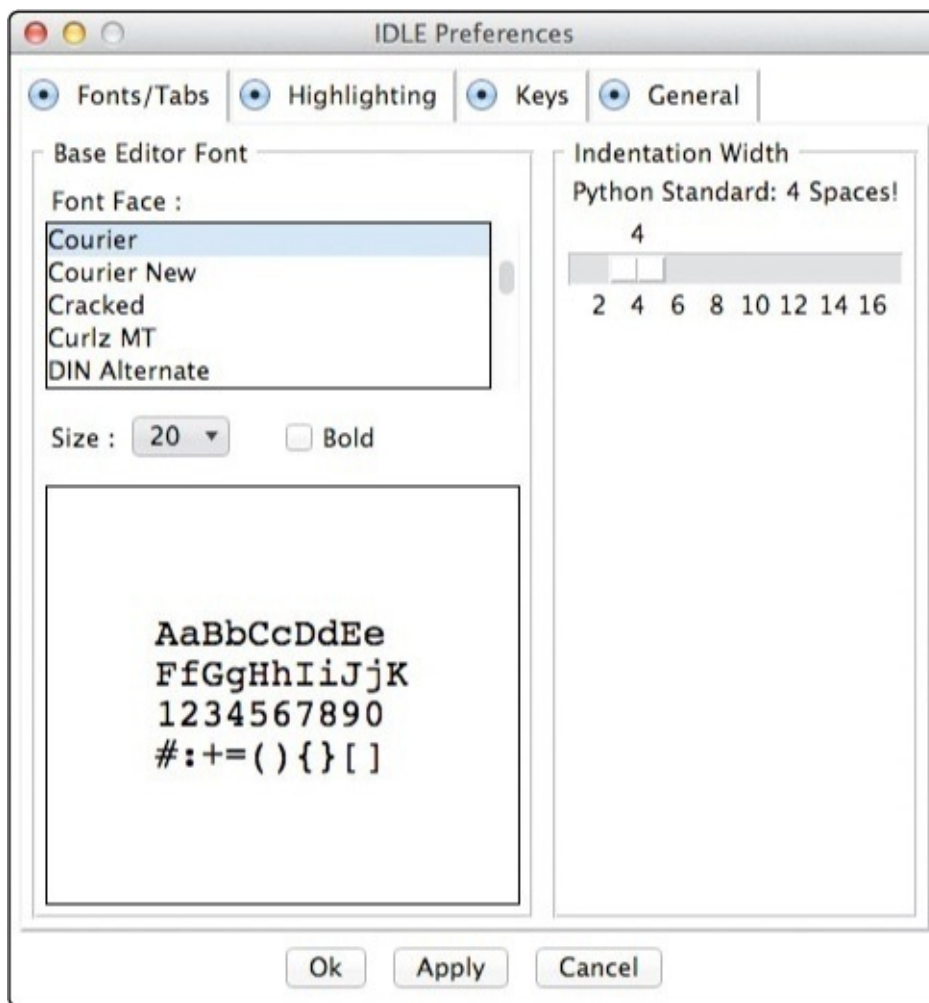 IDLE Preferences
Fonts/Tabs Highlighting Keys General
Base Editor Font
Font Face :
Courier
Courier New
Cracked
Curlz MT
DIN Alternate
Size : 20 Bold
AaBbCcDdEe
FfGgHhIiJjK
1234567890
#:+=(){}[]
Indentation Width
Python Standard: 4 Spaces!
4
2 4 6 8 10 12 14 16
Ok Apply Cancel